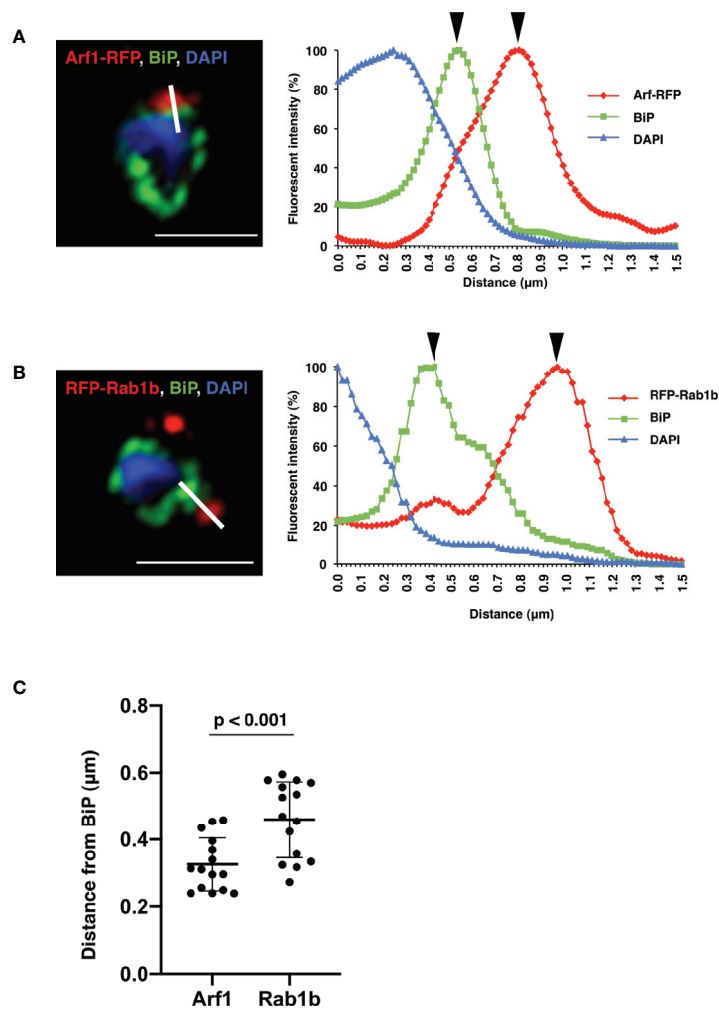 A
Arf1-RFP, BiP, DAPI
Fluorescent intensity (%)
100
80
60
40
20
0
0.0 0.1 0.2 0.3 0.4 0.5 0.6 0.7 0.8 0.9 1.0 1.1 1.2 1.3 1.4 1.5
Distance (µm)
Arf-RFP
BiP
DAPI
B
RFP-Rab1b, BiP, DAPI
Fluorescent intensity (%)
100
80
60
40
20
0
0.0 0.1 0.2 0.3 0.4 0.5 0.6 0.7 0.8 0.9 1.0 1.1 1.2 1.3 1.4 1.5
Distance (µm)
RFP-Rab1b
BiP
DAPI
C
Distance from BiP (µm)
0.8
0.6
0.4
0.2
0.0
p < 0.001
Arf1 Rab1b